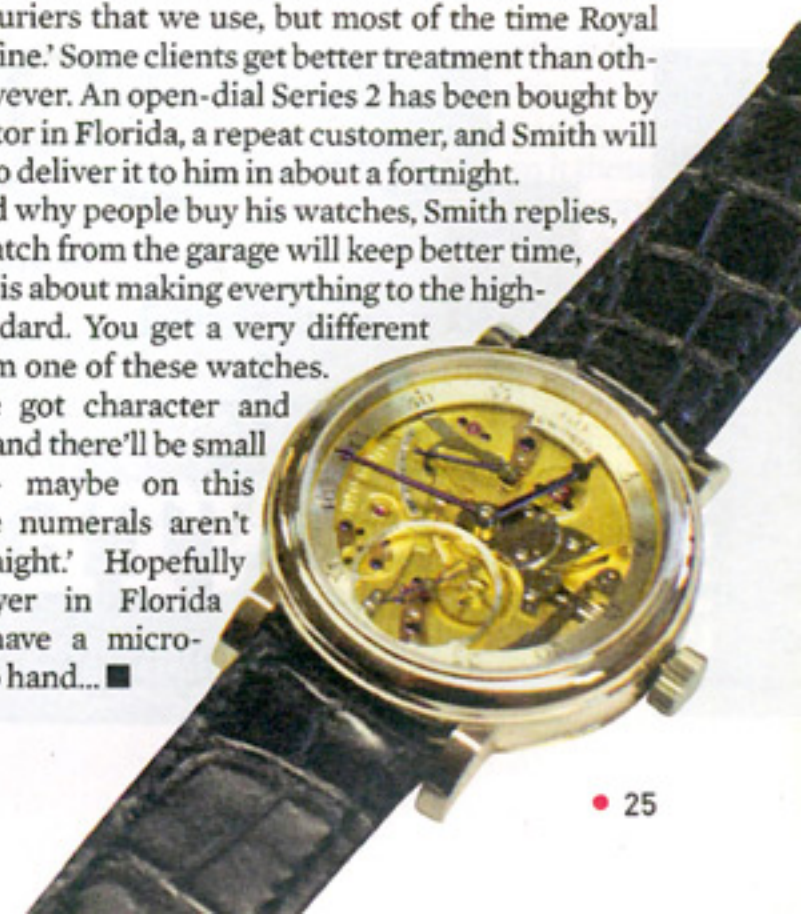 uriers that we use, but most of the time Royal
ine.’ Some clients get better treatment than oth-
vever. An open-dial Series 2 has been bought by
tor in Florida, a repeat customer, and Smith will
o deliver it to him in about a fortnight.
d why people buy his watches, Smith replies,
atch from the garage will keep better time,
is about making everything to the high-
dard. You get a very different
m one of these watches.
e got character and
and there’ll be small
maybe on this
e numerals aren’t
aight.’ Hopefully
yer in Florida
have a micro-
o hand... ■
• 25